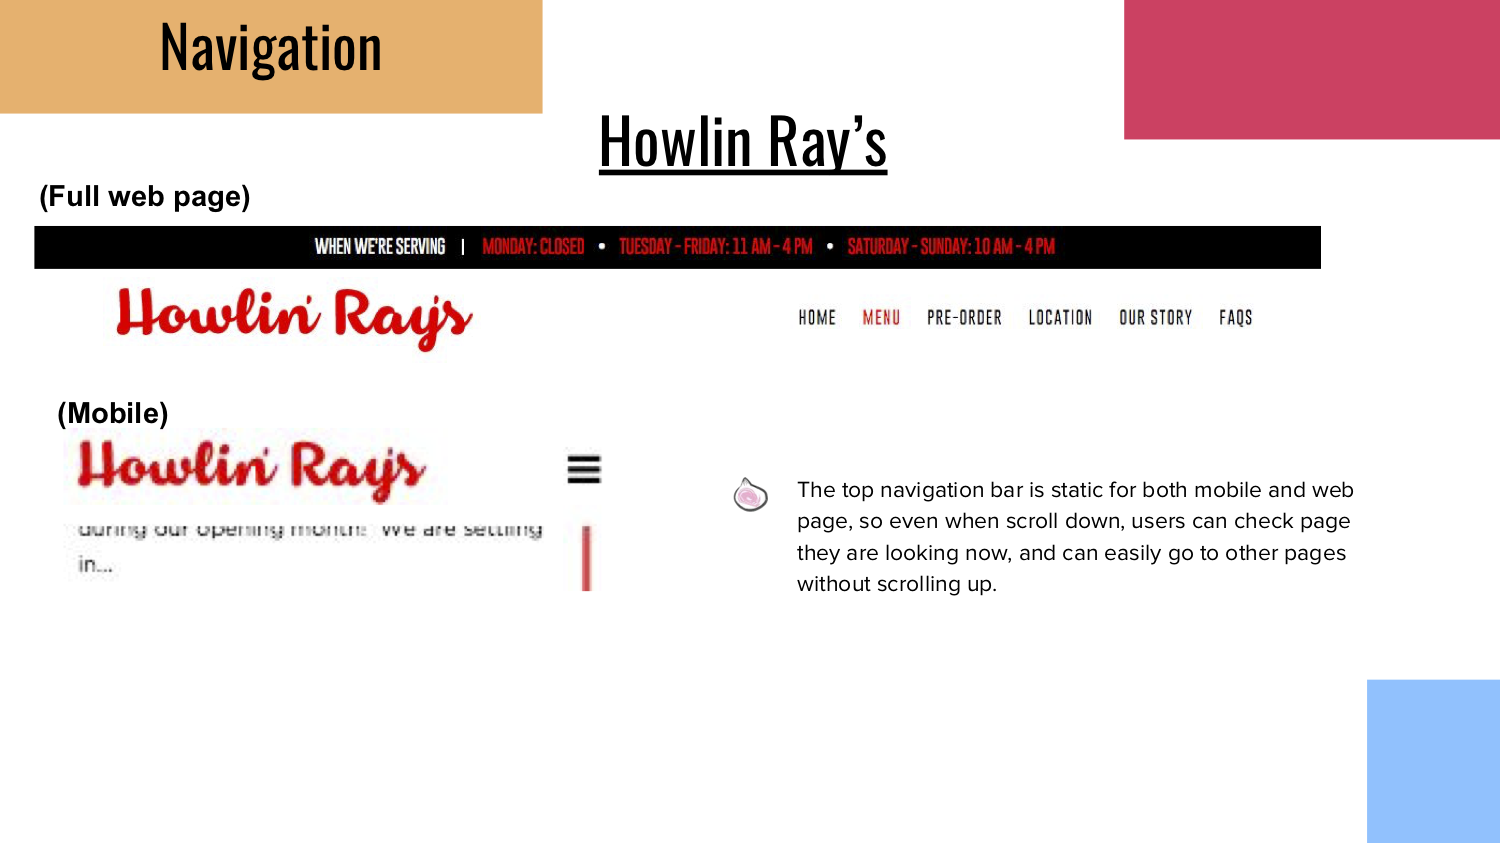 Navigation
Howlin Ray’s
(Full web page)
WHEN WE'RE SERVING | MONDAY: CLOSED • TUESDAY - FRIDAY: 11 AM - 4 PM • SATURDAY - SUNDAY: 10 AM - 4 PM
Howlin' Ray's
HOME MENU PRE-ORDER LOCATION OUR STORY FAQS
(Mobile)
Howlin' Ray's
during our opening month! We are settling
in...
The top navigation bar is static for both mobile and web
page, so even when scroll down, users can check page
they are looking now, and can easily go to other pages
without scrolling up.